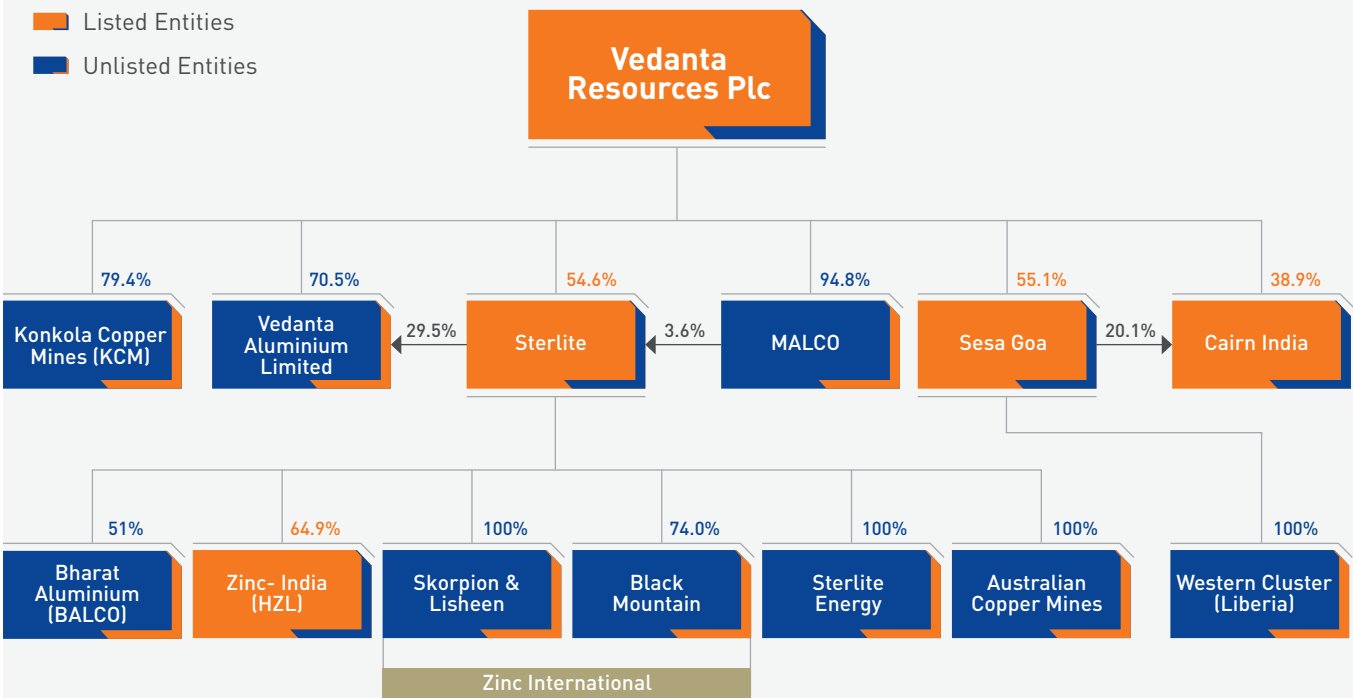 Listed Entities
Unlisted Entities
Vedanta
Resources Plc
79.4%
70.5%
54.6%
94.8%
55.1%
38.9%
Konkola Copper
Mines (KCM)
Vedanta
Aluminium
Limited
29.5%
Sterlite
3.6%
MALCO
Sesa Goa
20.1%
Cairn India
51%
64.9%
100%
74.0%
100%
100%
100%
Bharat
Aluminium
(BALCO)
Zinc- India
(HZL)
Skorpion &
Lisheen
Black
Mountain
Sterlite
Energy
Australian
Copper Mines
Western Cluster
(Liberia)
Zinc International